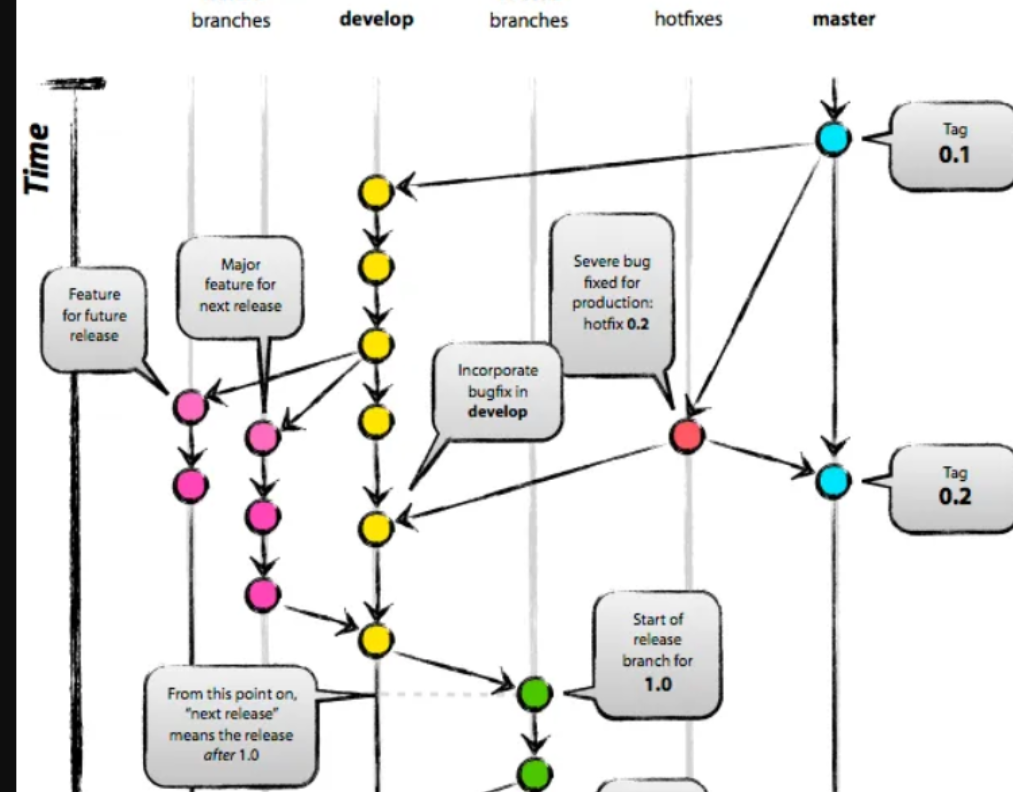 branches
develop
branches
hotfixes
master
Time
Tag
0.1
Major
feature for
next release
Feature
for future
release
Severe bug
fixed for
production:
hotfix 0.2
Incorporate
bugfix in
develop
Tag
0.2
Start of
release
branch for
1.0
From this point on,
"next release"
means the release
after 1.0